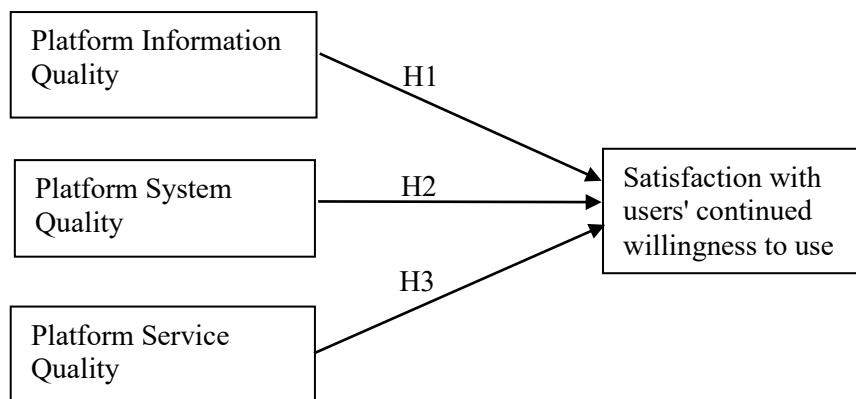 Platform Information
Quality
H1
Platform System
Quality
H2
Satisfaction with
users' continued
willingness to use
H3
Platform Service
Quality